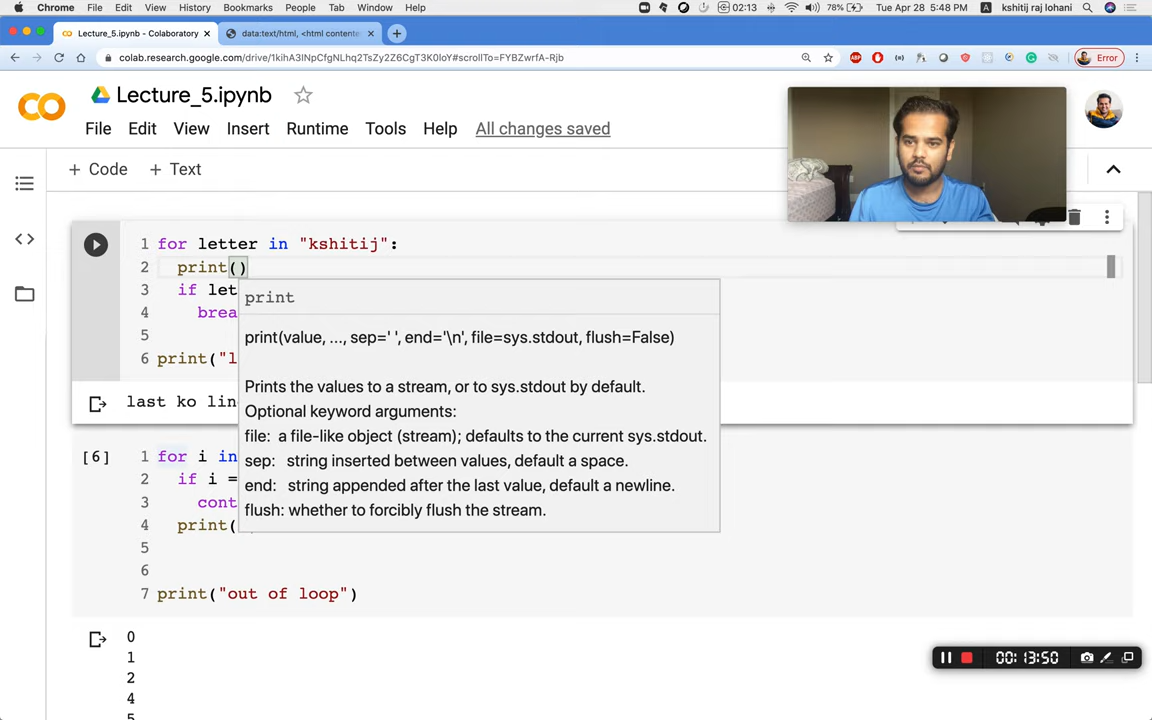 Chrome File Edit View History Bookmarks People Tab Window Help 02:13 78% Tue Apr 28 5:48 PM kshitij raj lohani
Lecture_5.ipynb - Colaboratory × data:text/html, <html contente ×
colab.research.google.com/drive/1kihA3lNpCfgNLhq2TsZy2Z6CgT3K0loY#scrollTo=FYBZwrfA-Rjb ABP Error
CO Lecture_5.ipynb
File Edit View Insert Runtime Tools Help All changes saved
+ Code + Text
1 for letter in "kshitij":
2 print()
3 if let
4 brea
5
6 print("l
print
print(value, ..., sep=' ', end='\n', file=sys.stdout, flush=False)
Prints the values to a stream, or to sys.stdout by default.
Optional keyword arguments:
file: a file-like object (stream); defaults to the current sys.stdout.
sep: string inserted between values, default a space.
end: string appended after the last value, default a newline.
flush: whether to forcibly flush the stream.
last ko lin
[6] 1 for i in
2 if i =
3 cont
4 print(
5
6
7 print("out of loop")
0
1
2
4
5
00:13:50